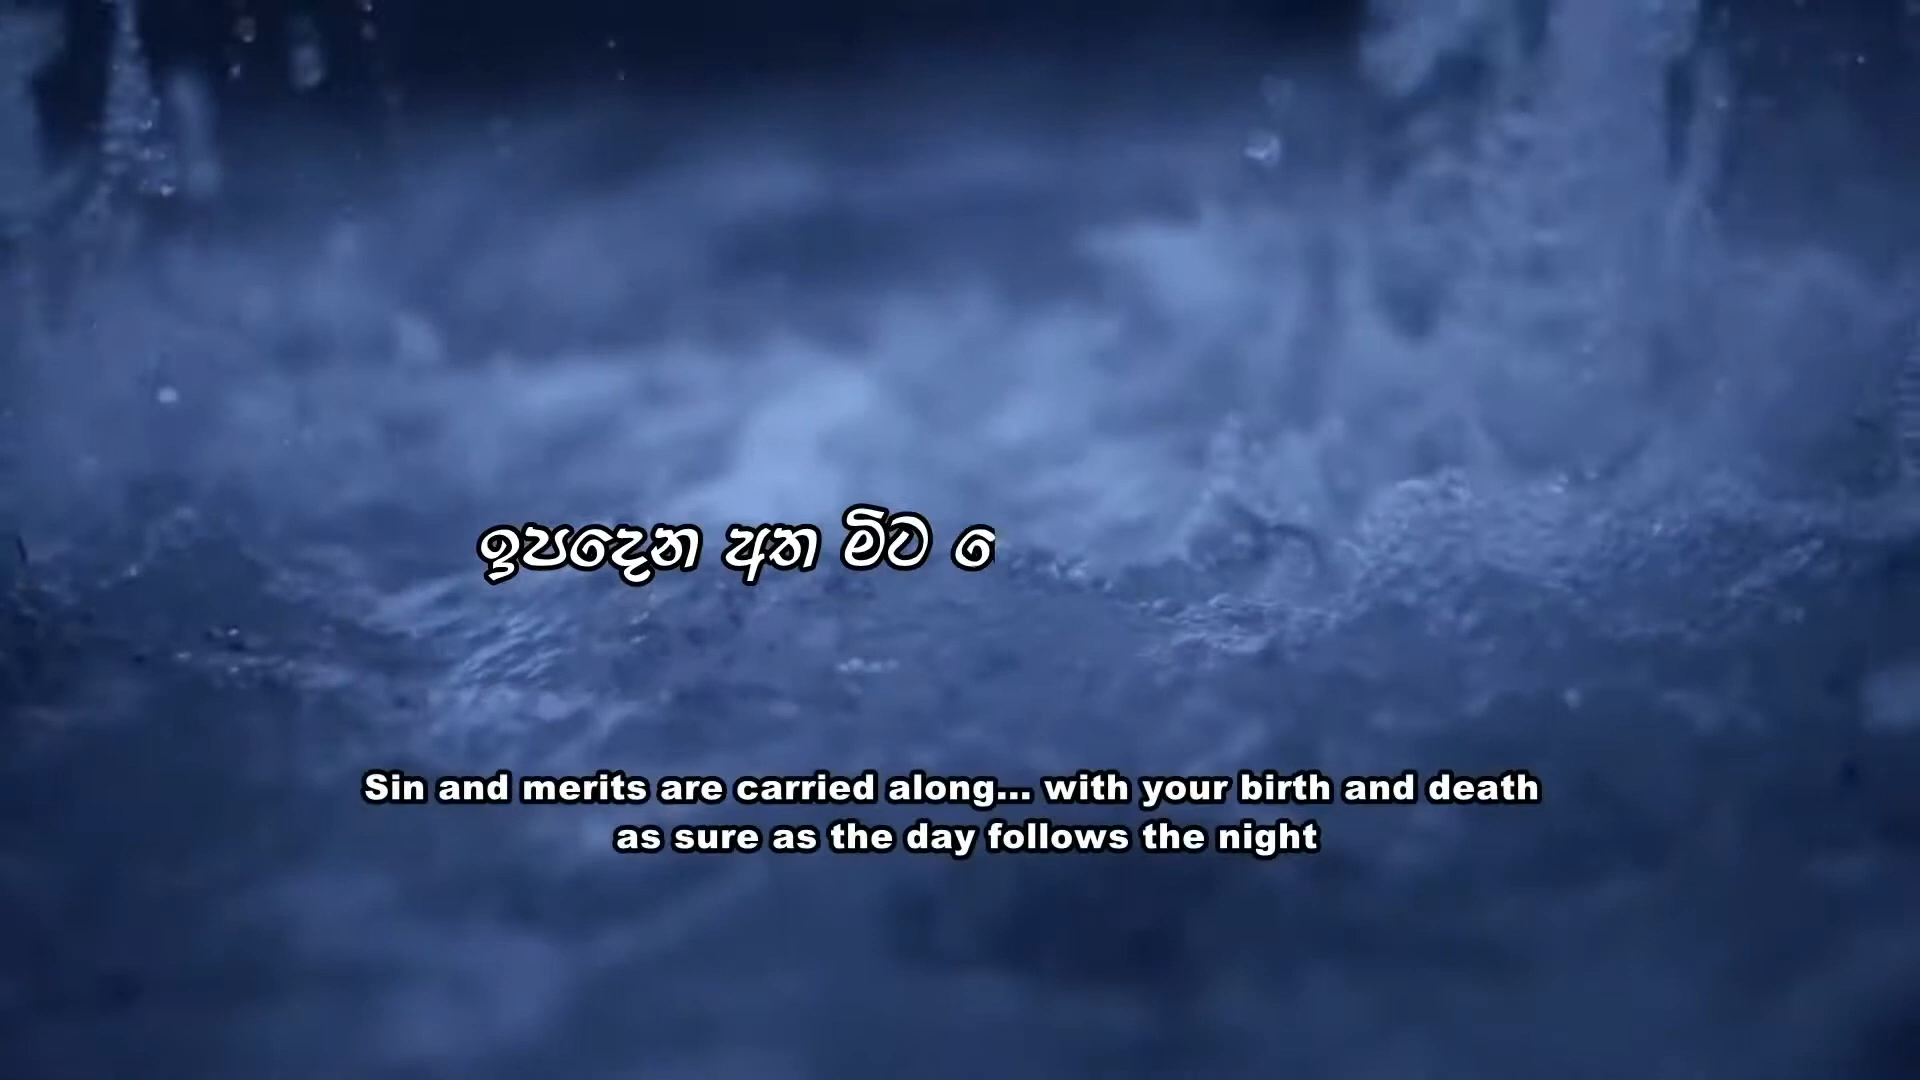 ඉපදෙන අත මිට
Sin and merits are carried along... with your birth and death
as sure as the day follows the night